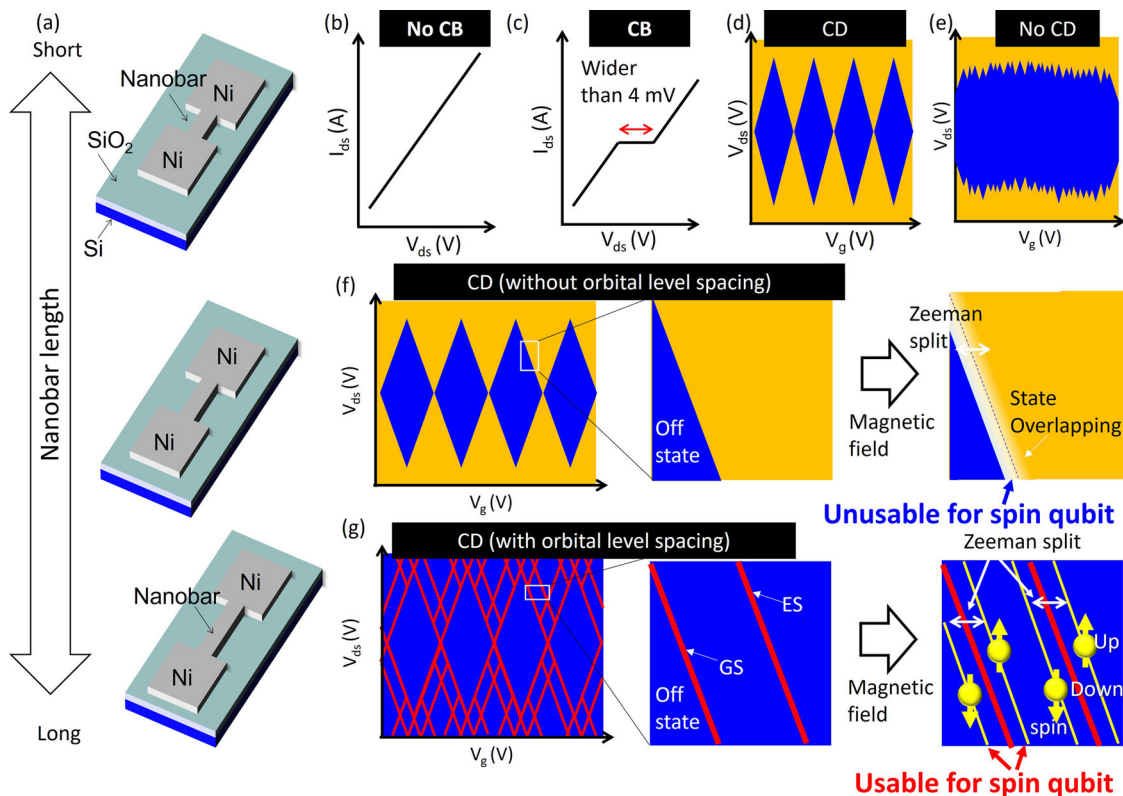 (a)
Short
Nanobar
Ni
Ni
SiO2
Si
Nanobar length
Ni
Ni
Nanobar
Ni
Ni
Long
(b)
No CB
Ids (A)
Vds (V)
(c)
CB
Wider
than 4 mV
Ids (A)
Vds (V)
(d)
CD
Vds (V)
Vg (V)
(e)
No CD
Vds (V)
Vg (V)
(f)
CD (without orbital level spacing)
Vds (V)
Vg (V)
Off
state
Magnetic
field
Zeeman
split
State
Overlapping
Unusable for spin qubit
(g)
CD (with orbital level spacing)
Vds (V)
Vg (V)
ES
GS
Off
state
Magnetic
field
Zeeman split
Up
Down
spin
Usable for spin qubit